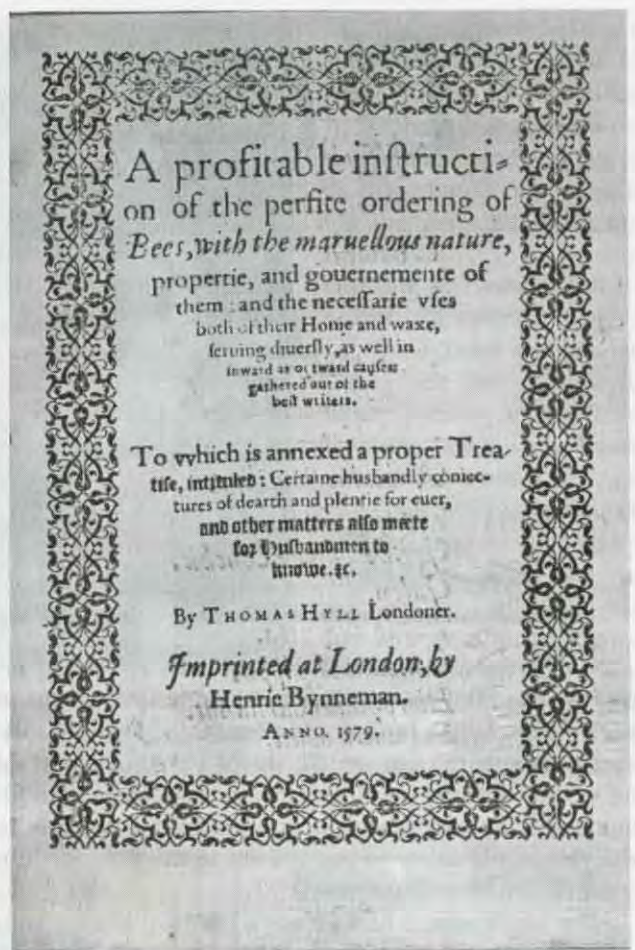 A profitable inſtructi⸗
on of the perfite ordering of
Bees, with the maruellous nature,
propertie, and gouernemente of
them : and the neceſſarie vſes
both of their Honie and waxe,
ſeruing diuerſly, as well in
inward as outward cauſes:
gathered out of the
beſt writers.
To which is annexed a proper Trea-
tiſe, intituled : Certaine husbandly coniec-
tures of dearth and plentie for euer,
and other matters alſo meete
for Huſbandmen to
knowe. &c.
By THOMAS HYLL Londoner.
Imprinted at London, by
Henrie Bynneman.
ANNO. 1579.